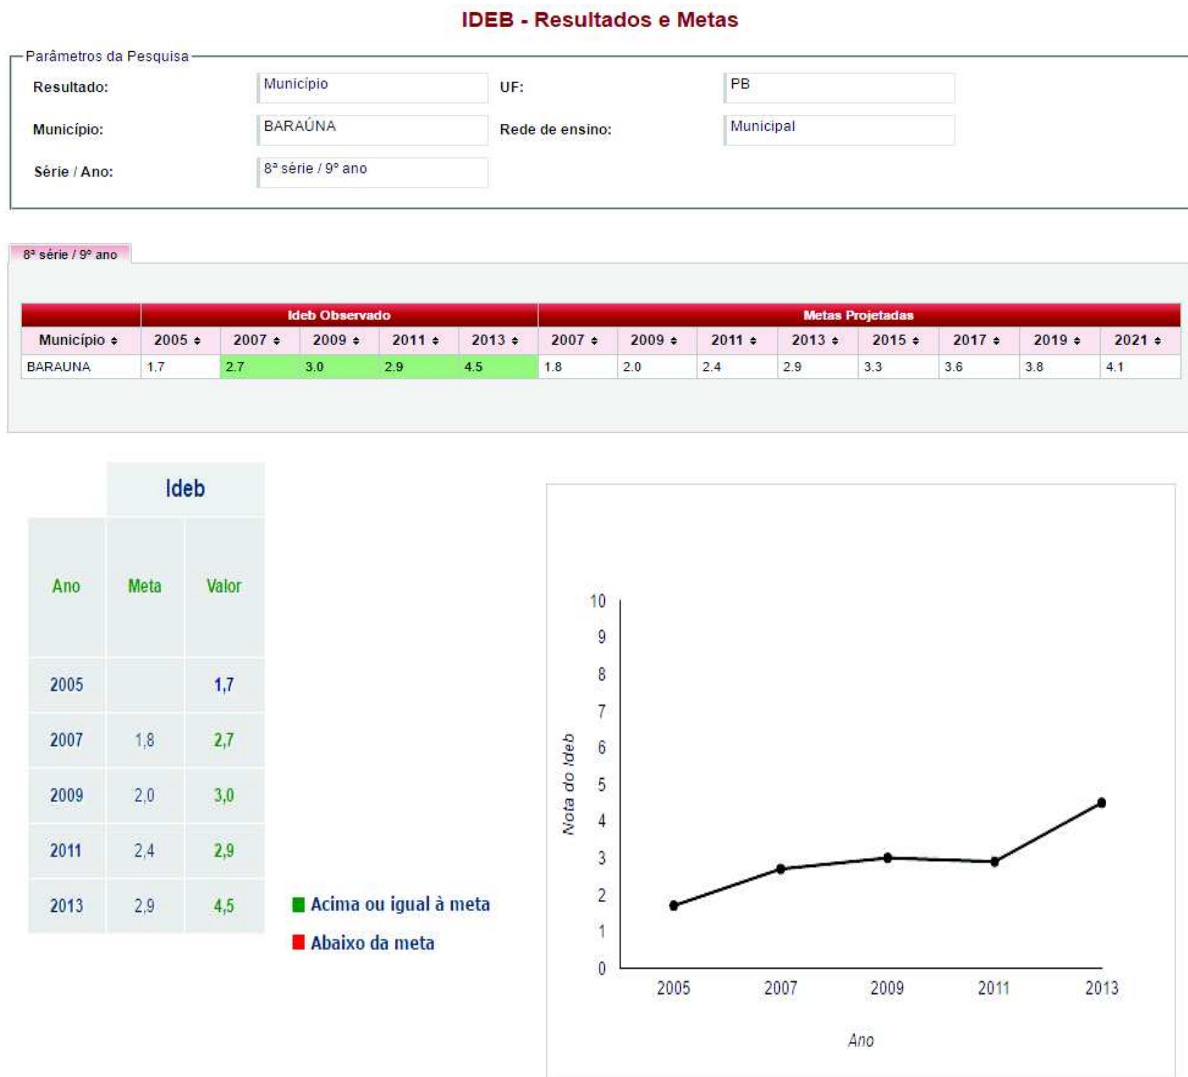 IDEB - Resultados e Metas
Parâmetros da Pesquisa
Resultado: Município UF: PB
Município: BARAÚNA Rede de ensino: Municipal
Série / Ano: 8ª série / 9º ano
8ª série / 9º ano
Ideb Observado Metas Projetadas
Município 2005 2007 2009 2011 2013 2007 2009 2011 2013 2015 2017 2019 2021
BARAUNA 1.7 2.7 3.0 2.9 4.5 1.8 2.0 2.4 2.9 3.3 3.6 3.8 4.1
Ideb
Ano Meta Valor
2005 1,7
2007 1,8 2,7
2009 2,0 3,0
2011 2,4 2,9
2013 2,9 4,5
Acima ou igual à meta
Abaixo da meta
10
9
8
7
6
5
4
3
2
1
0
Nota do Ideb
2005 2007 2009 2011 2013
Ano